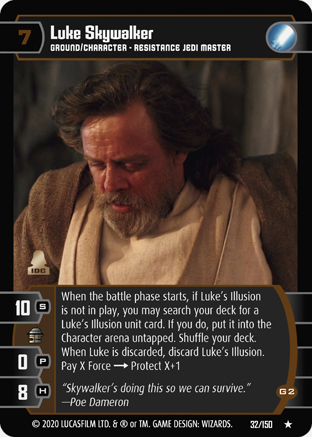 7
Luke Skywalker
GROUND/CHARACTER - RESISTANCE JEDI MASTER
IDC
10 S
When the battle phase starts, if Luke's Illusion
is not in play, you may search your deck for a
Luke's Illusion unit card. If you do, put it into the
Character arena untapped. Shuffle your deck.
When Luke is discarded, discard Luke's Illusion.
Pay X Force → Protect X+1
0 P
8 H
"Skywalker's doing this so we can survive."
—Poe Dameron
G2
© 2020 LUCASFILM LTD. & ® or TM. GAME DESIGN: WIZARDS. 32/150 ★